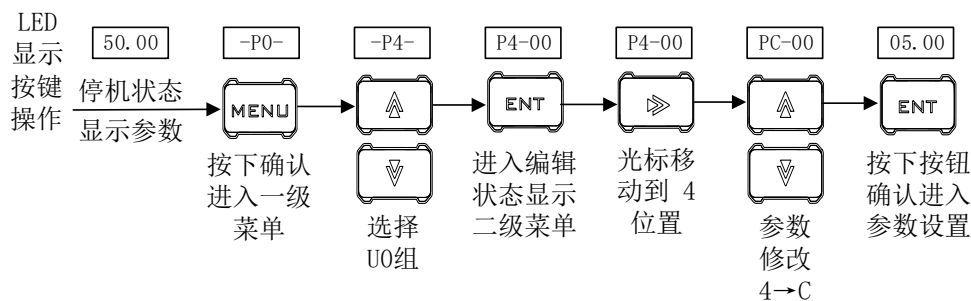 LED
显示
按键
操作
50.00
-P0-
-P4-
P4-00
P4-00
PC-00
05.00
停机状态
显示参数
MENU
ENT
ENT
按下确认
进入一级
菜单
选择
U0组
进入编辑
状态显示
二级菜单
光标移
动到 4
位置
参数
修改
4→C
按下按钮
确认进入
参数设置